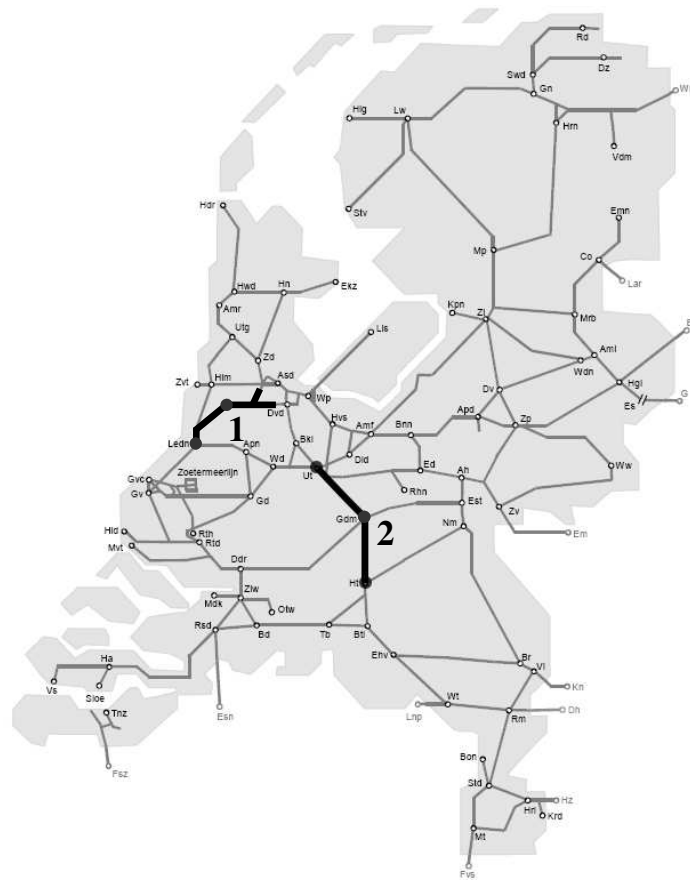 Rd
Swd
Dz
Gn
Hlg
Lw
Hrn
Vdm
Stv
Hdr
Emn
Mp
Co
Lar
Hwd
Hn
Ekz
Amr
Kpn
Zl
Mrb
Utg
Lls
Aml
Zd
Wdn
Zvt
Hlm
Asd
Wp
Dv
Hgl
Es
G
Dvd
1
Hvs
Amf
Bnn
Apd
Zp
Ledn
Apn
Bkl
Wd
Ut
Dld
Ed
Ah
Ww
Gvc
Zoetermeerlijn
Gv
Gd
Rhn
Est
Zv
Gdm
2
Nm
Em
Hld
Rth
Mvt
Rtd
Ddr
Ht
Zlw
Mdk
Otw
Rsd
Bd
Tb
Btl
Ehv
Br
Ha
Vl
Vs
Sloe
Kn
Tnz
Esn
Lnp
Wt
Rm
Dh
Fsz
Bon
Std
Hrl
Hz
Krd
Mt
Fvs